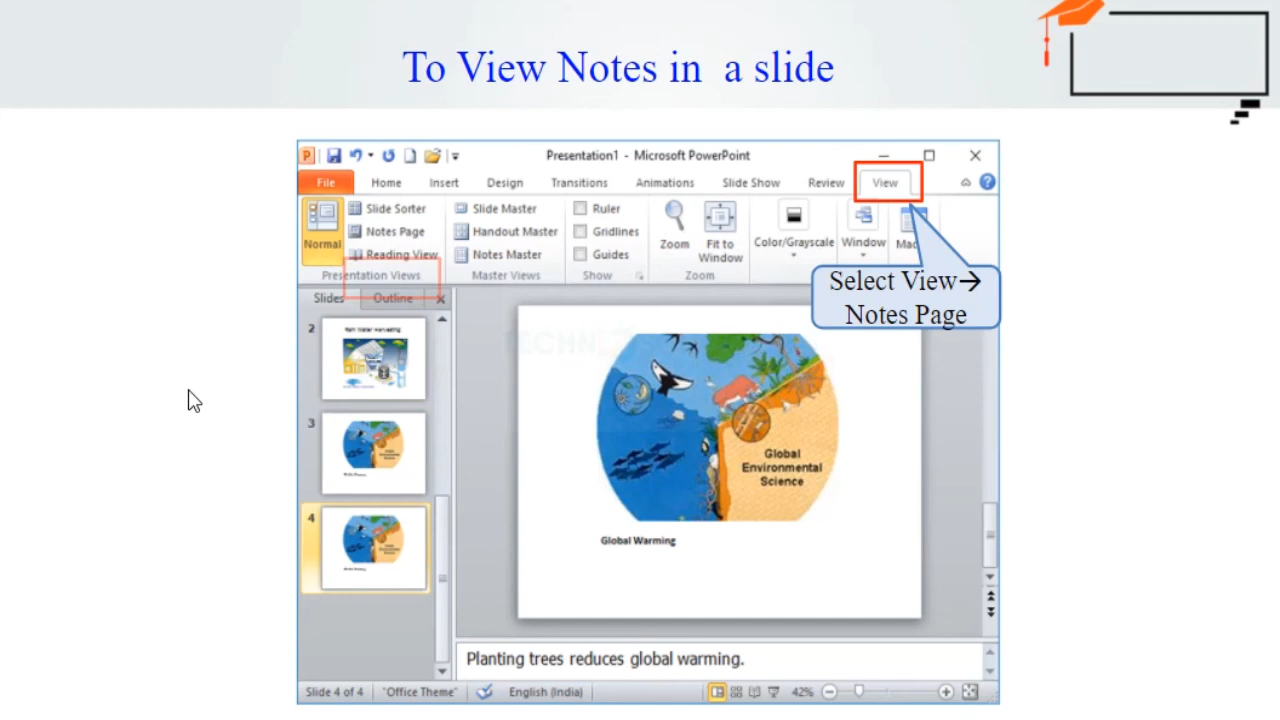 To View Notes in a slide
Presentation1 - Microsoft PowerPoint
File Home Insert Design Transitions Animations Slide Show Review View
Slide Sorter Slide Master Ruler
Notes Page Handout Master Gridlines
Normal Reading View Notes Master Guides
Zoom Fit to Window Color/Grayscale Window
Presentation Views Master Views Show Zoom
Select View→
Notes Page
Slides Outline
2
3
4
Global
Environmental
Science
Global Warming
Planting trees reduces global warming.
Slide 4 of 4 "Office Theme" English (India) 42%